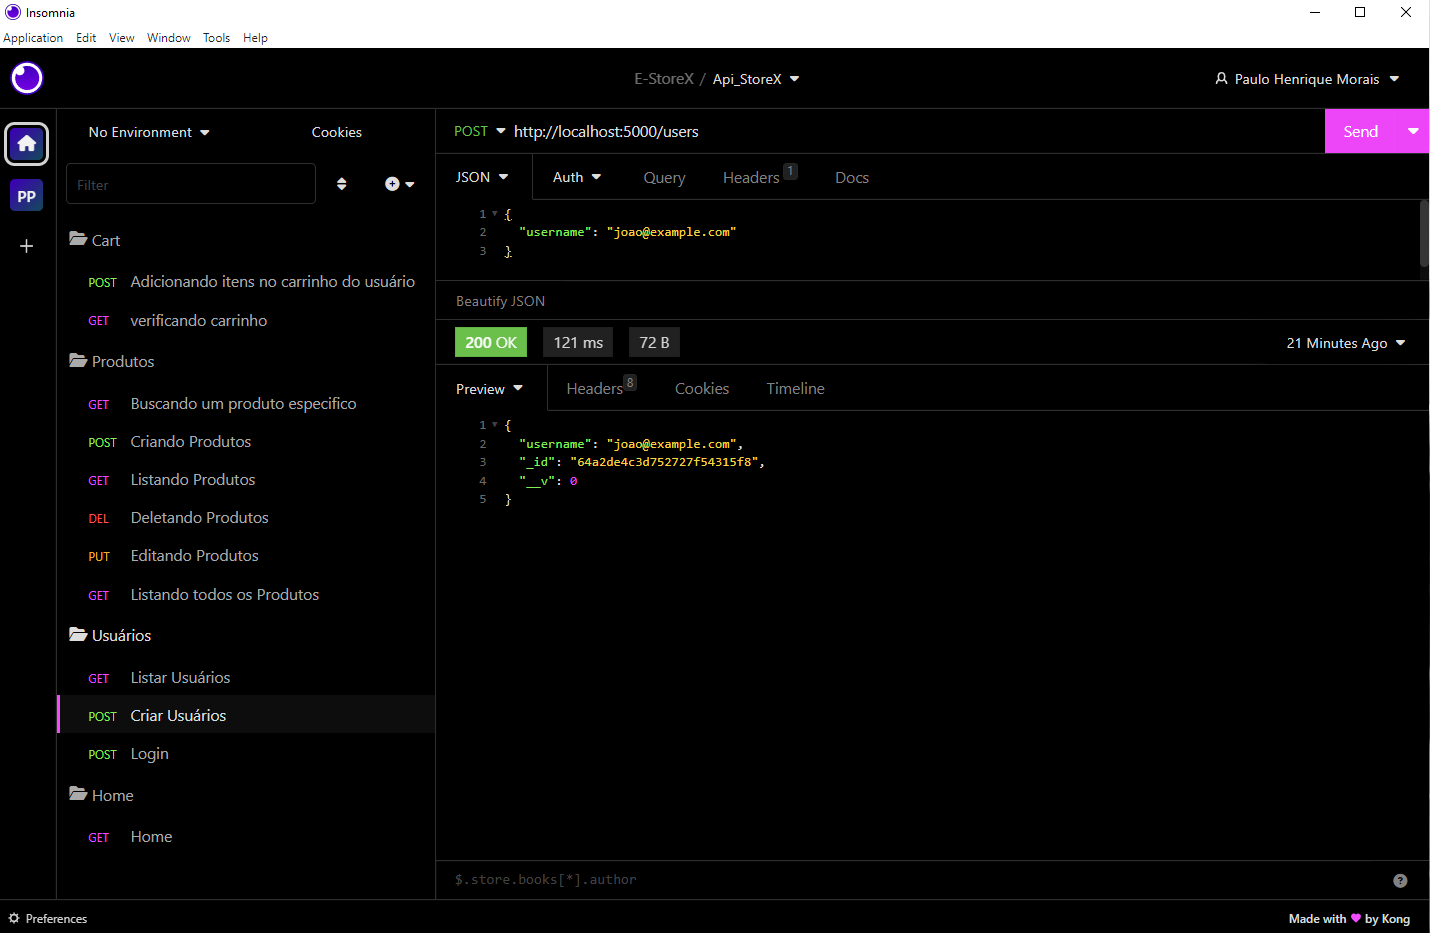 Insomnia
Application Edit View Window Tools Help
E-StoreX / Api_StoreX
Paulo Henrique Morais
No Environment
Cookies
Filter
PP
Cart
POST Adicionando itens no carrinho do usuário
GET verificando carrinho
Produtos
GET Buscando um produto especifico
POST Criando Produtos
GET Listando Produtos
DEL Deletando Produtos
PUT Editando Produtos
GET Listando todos os Produtos
Usuários
GET Listar Usuários
POST Criar Usuários
POST Login
Home
GET Home
POST http://localhost:5000/users
Send
JSON Auth Query Headers 1 Docs
1 {
2 "username": "joao@example.com"
3 }
Beautify JSON
200 OK 121 ms 72 B
21 Minutes Ago
Preview Headers 8 Cookies Timeline
1 {
2 "username": "joao@example.com",
3 "_id": "64a2de4c3d752727f54315f8",
4 "__v": 0
5 }
$.store.books[*].author
?
Preferences
Made with ♥ by Kong